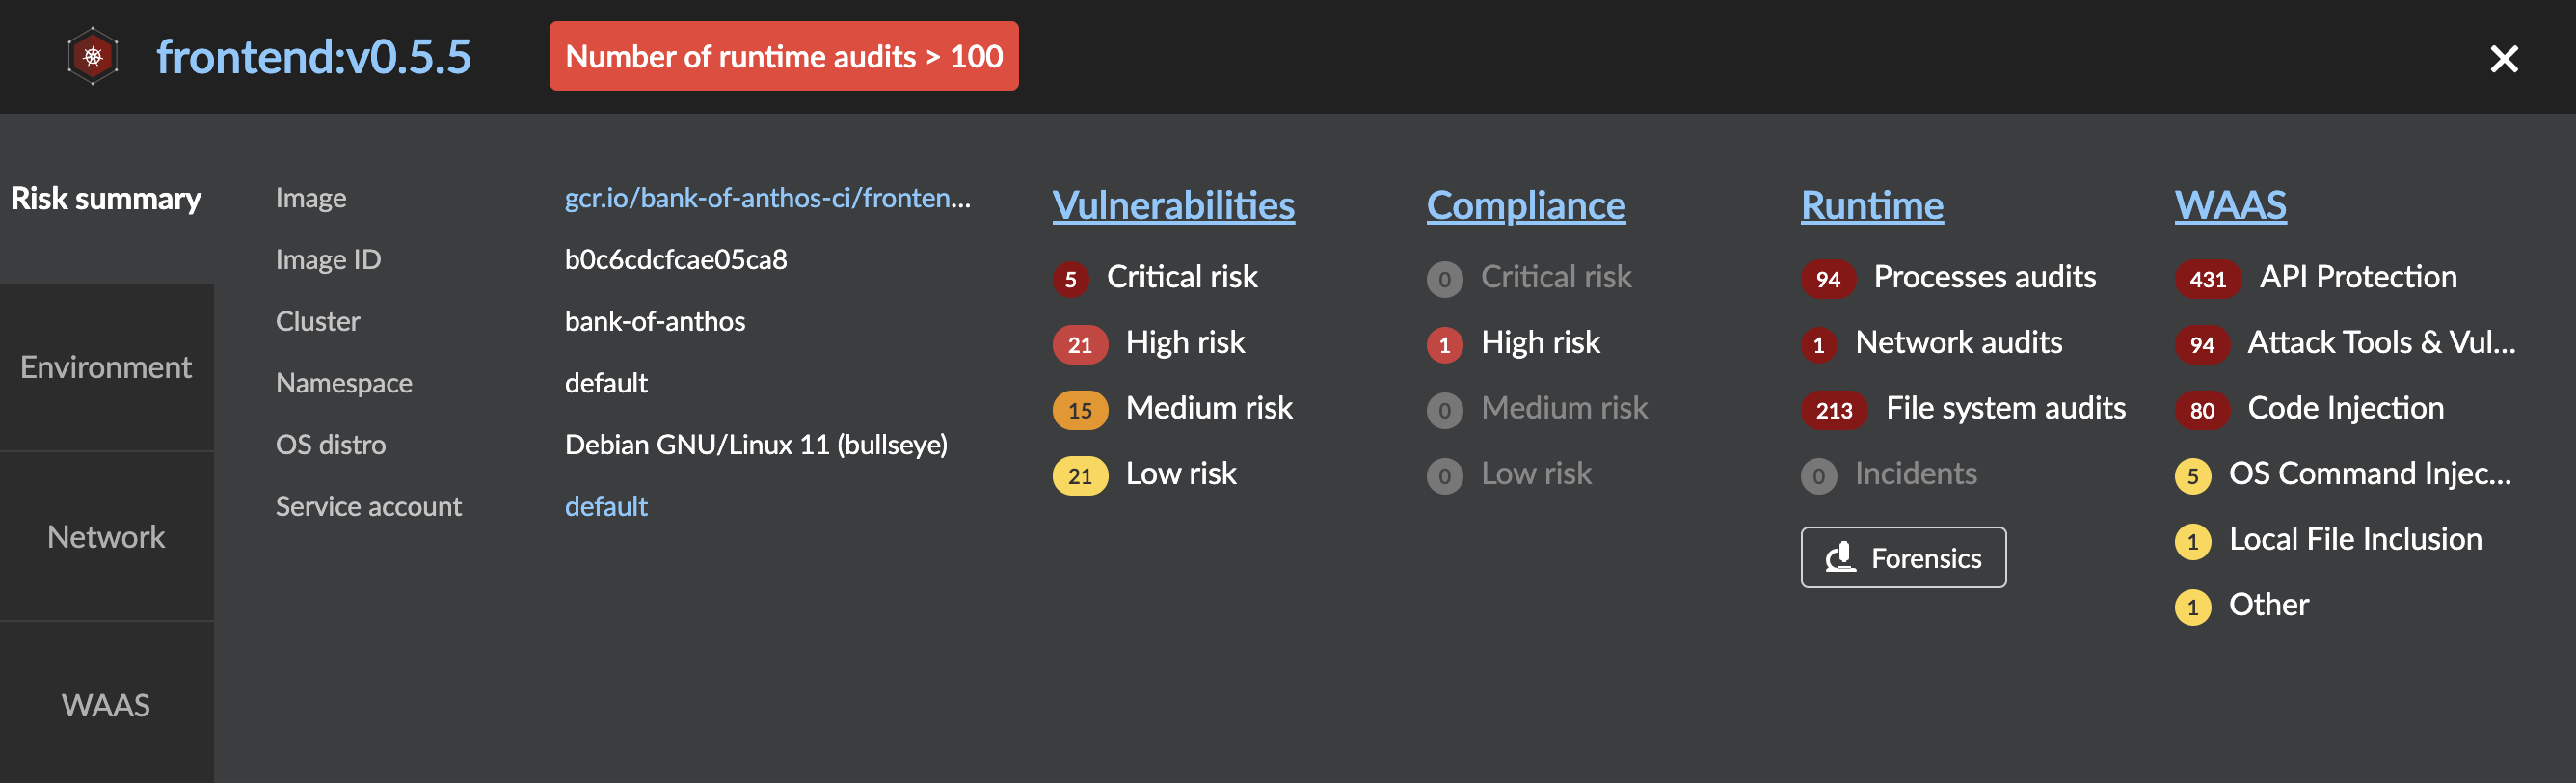 frontend:v0.5.5
Number of runtime audits > 100
Risk summary
Environment
Network
WAAS
Image gcr.io/bank-of-anthos-ci/fronten...
Image ID b0c6cdcfcae05ca8
Cluster bank-of-anthos
Namespace default
OS distro Debian GNU/Linux 11 (bullseye)
Service account default
Vulnerabilities
5 Critical risk
21 High risk
15 Medium risk
21 Low risk
Compliance
0 Critical risk
1 High risk
0 Medium risk
0 Low risk
Runtime
94 Processes audits
1 Network audits
213 File system audits
0 Incidents
Forensics
WAAS
431 API Protection
94 Attack Tools & Vul...
80 Code Injection
5 OS Command Injec...
1 Local File Inclusion
1 Other